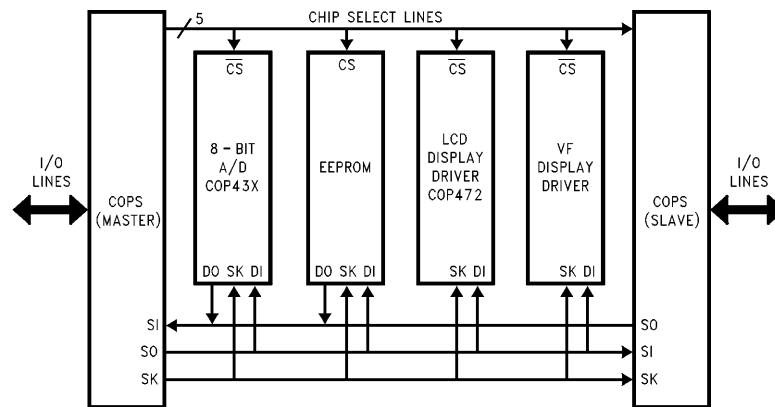 5 CHIP SELECT LINES
CS CS CS CS
I/O
LINES
COPS
(MASTER)
8 - BIT
A/D
COP43X
EEPROM
LCD
DISPLAY
DRIVER
COP472
VF
DISPLAY
DRIVER
COPS
(SLAVE)
I/O
LINES
DO SK DI
DO SK DI
SK DI
SK DI
SI
SO
SK
SO
SI
SK